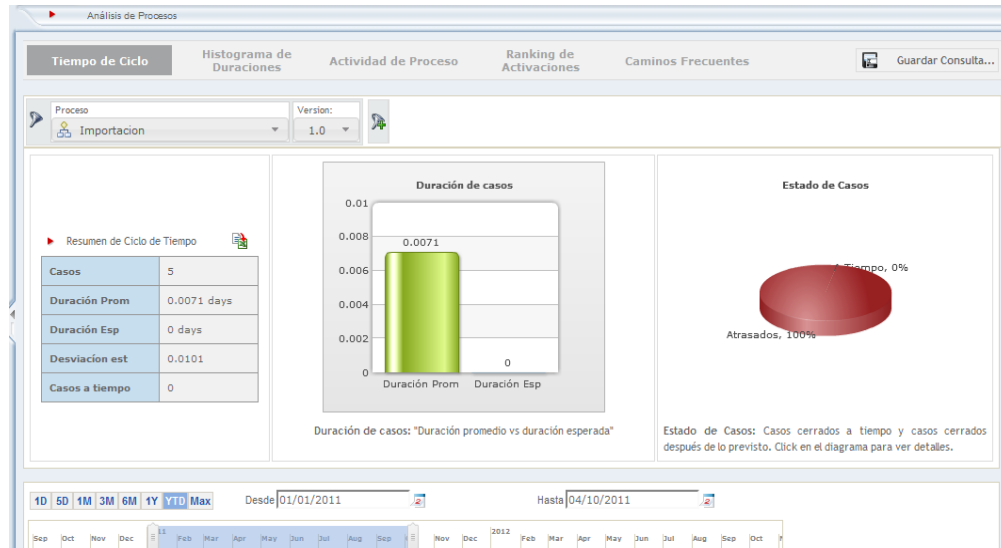 Análisis de Procesos
Tiempo de Ciclo
Histograma de Duraciones
Actividad de Proceso
Ranking de Activaciones
Caminos Frecuentes
Guardar Consulta...
Proceso
Importacion
Version:
1.0
Resumen de Ciclo de Tiempo
Casos 5
Duración Prom 0.0071 days
Duración Esp 0 days
Desviacíon est 0.0101
Casos a tiempo 0
Duración de casos
0.01
0.008
0.006
0.004
0.002
0
0.0071
0
Duración Prom Duración Esp
Duración de casos: "Duración promedio vs duración esperada"
Estado de Casos
Tiempo, 0%
Atrasados, 100%
Estado de Casos: Casos cerrados a tiempo y casos cerrados
después de lo previsto. Click en el diagrama para ver detalles.
1D 5D 1M 3M 6M 1Y YTD Max
Desde 01/01/2011
Hasta 04/10/2011
Sep Oct Nov Dec Feb Mar Apr May Jun Jul Aug Sep Nov Dec 2012 Feb Mar Apr May Jun Jul Aug Sep Oct